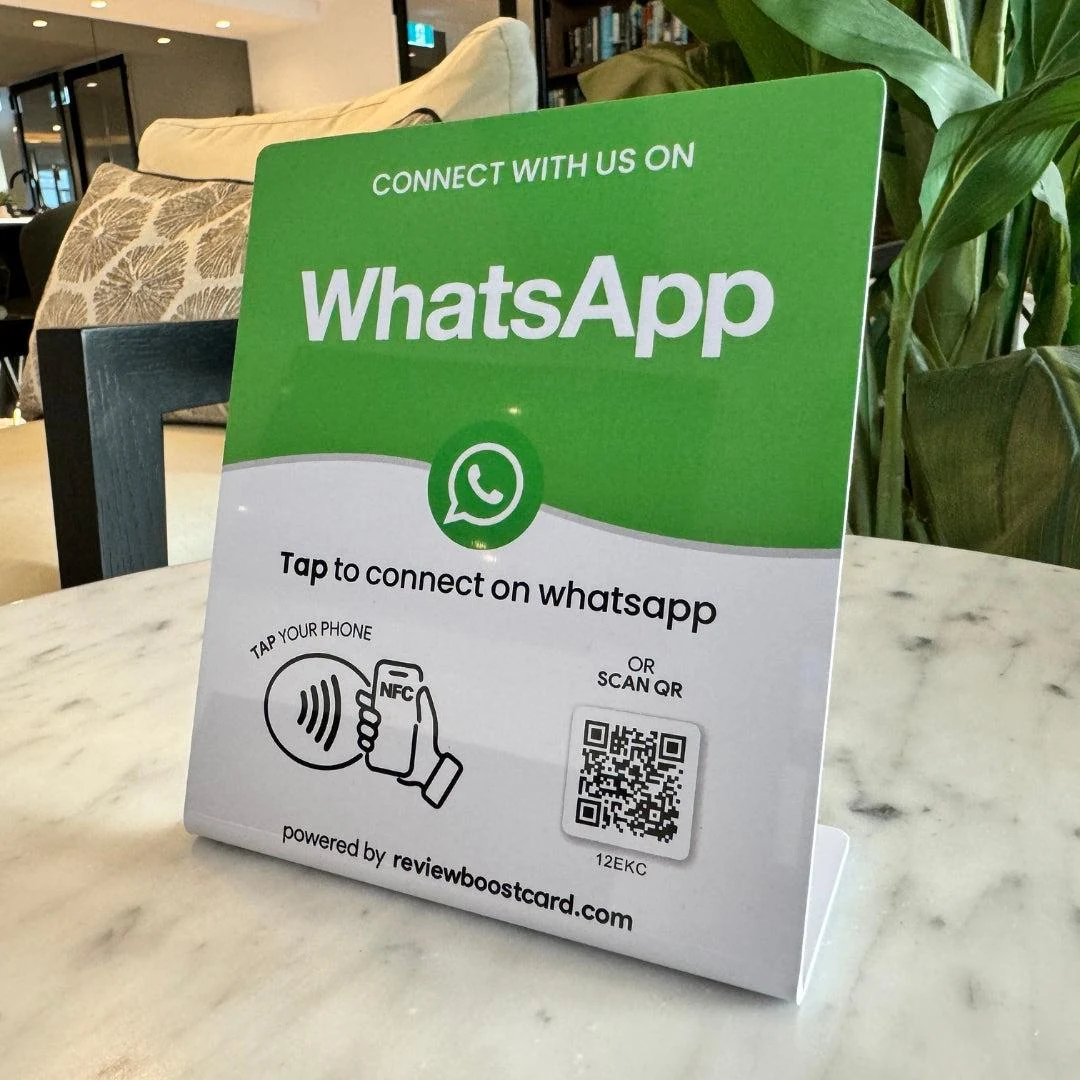 CONNECT WITH US ON
WhatsApp
Tap to connect on whatsapp
TAP YOUR PHONE
NFC
OR
SCAN QR
12EKC
powered by reviewboostcard.com